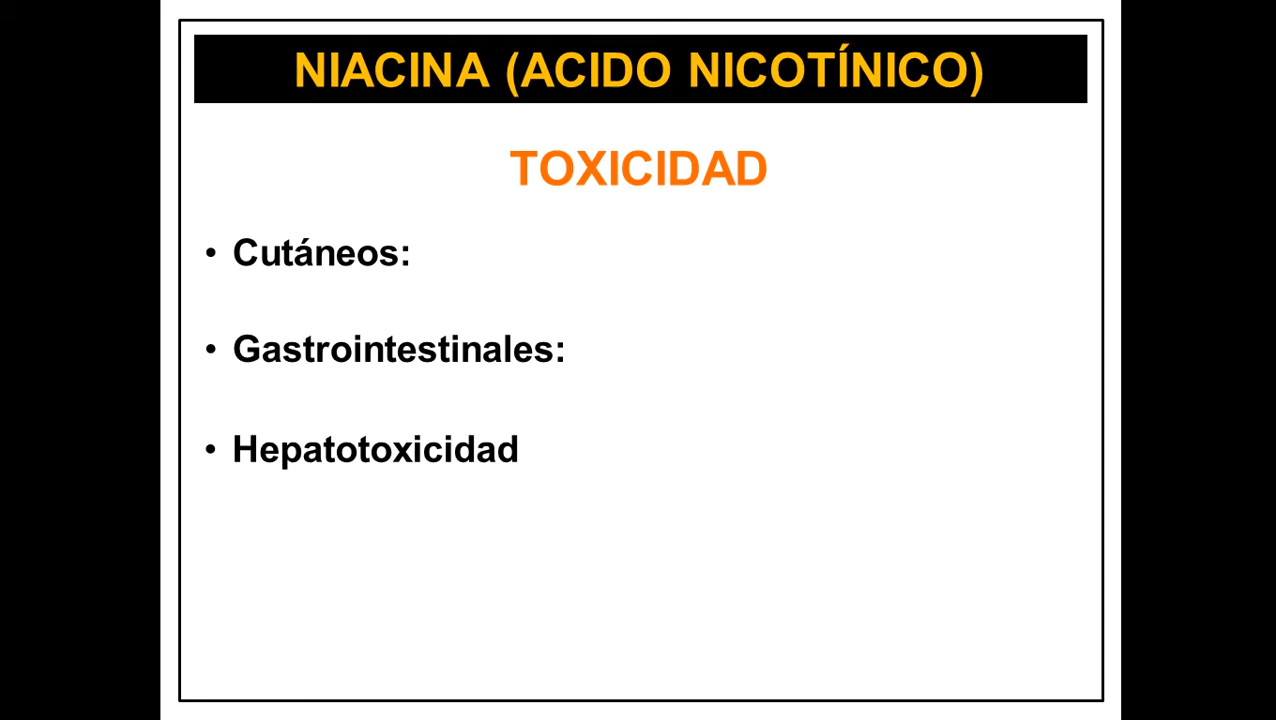 NIACINA (ACIDO NICOTÍNICO)
TOXICIDAD
• Cutáneos:
• Gastrointestinales:
• Hepatotoxicidad